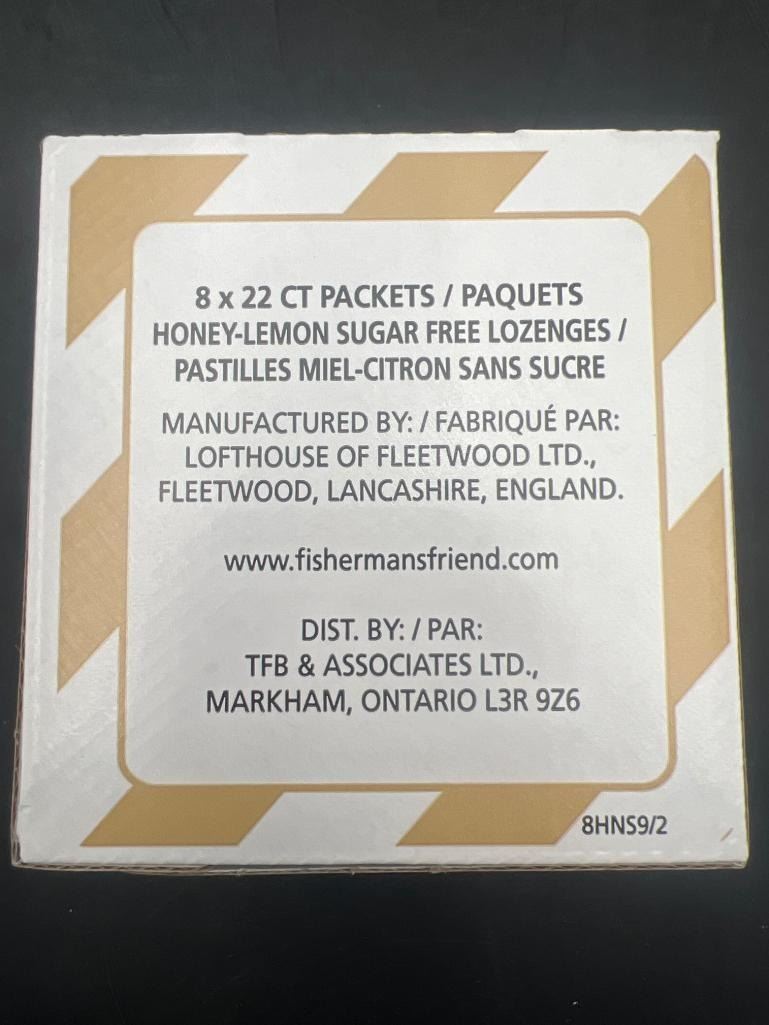 8 x 22 CT PACKETS / PAQUETS
HONEY-LEMON SUGAR FREE LOZENGES /
PASTILLES MIEL-CITRON SANS SUCRE
MANUFACTURED BY: / FABRIQUÉ PAR:
LOFTHOUSE OF FLEETWOOD LTD.,
FLEETWOOD, LANCASHIRE, ENGLAND.
www.fishermansfriend.com
DIST. BY: / PAR:
TFB & ASSOCIATES LTD.,
MARKHAM, ONTARIO L3R 9Z6
8HNS9/2